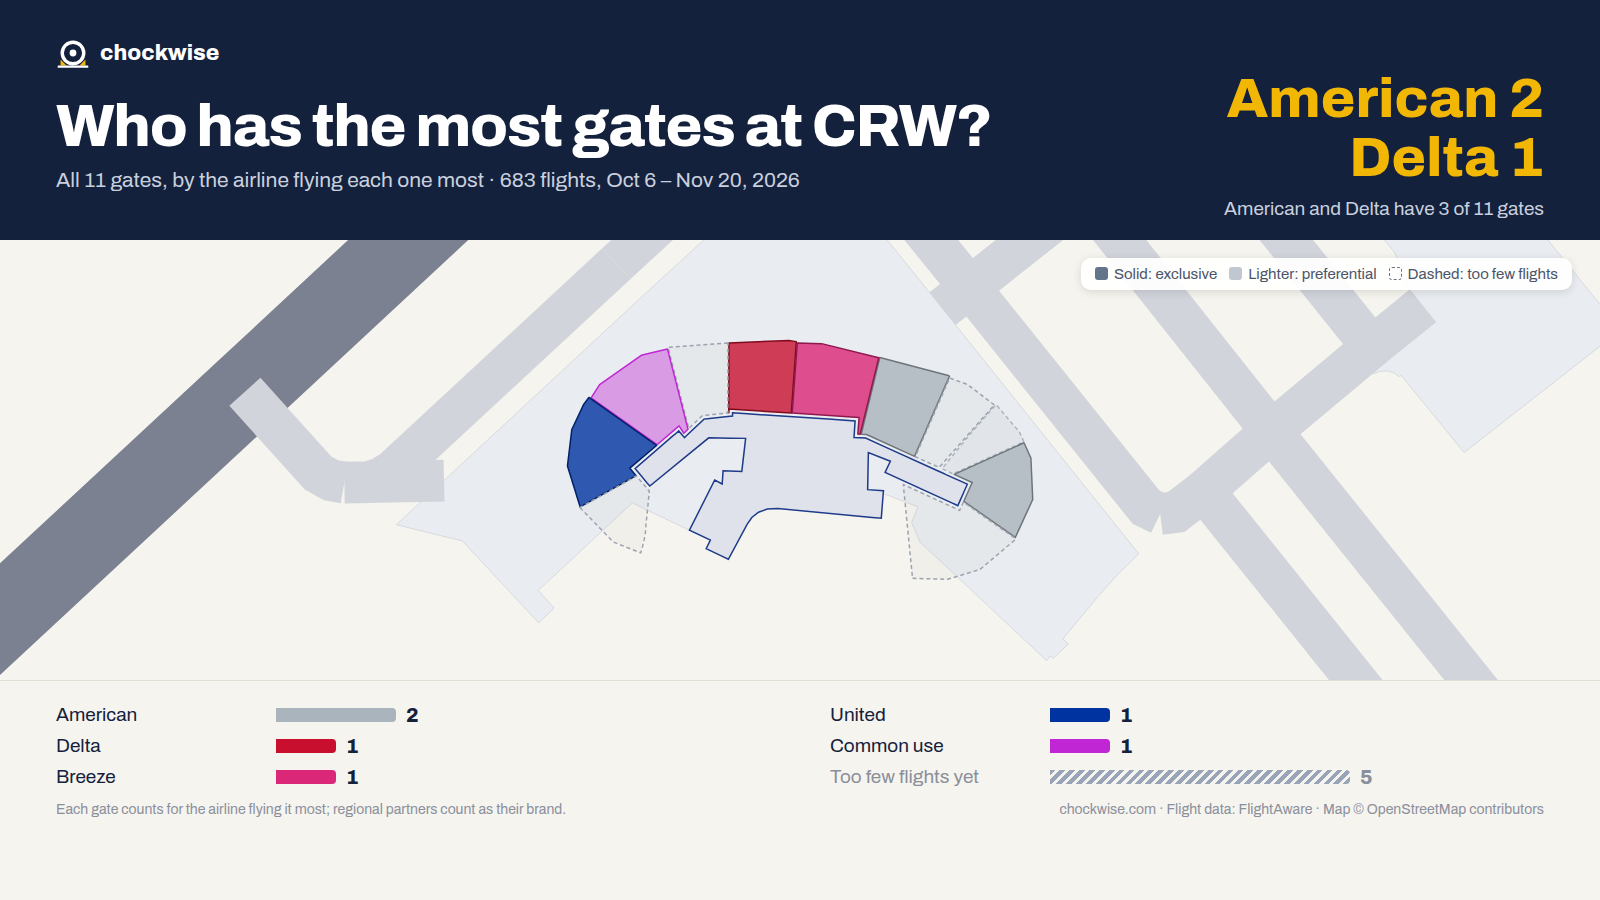 chockwise
Who has the most gates at CRW?
All 11 gates, by the airline flying each one most · 683 flights, Oct 6 – Nov 20, 2026
American 2
Delta 1
American and Delta have 3 of 11 gates
Solid: exclusive
Lighter: preferential
Dashed: too few flights
American 2
Delta 1
Breeze 1
United 1
Common use 1
Too few flights yet 5
Each gate counts for the airline flying it most; regional partners count as their brand.
chockwise.com · Flight data: FlightAware · Map © OpenStreetMap contributors